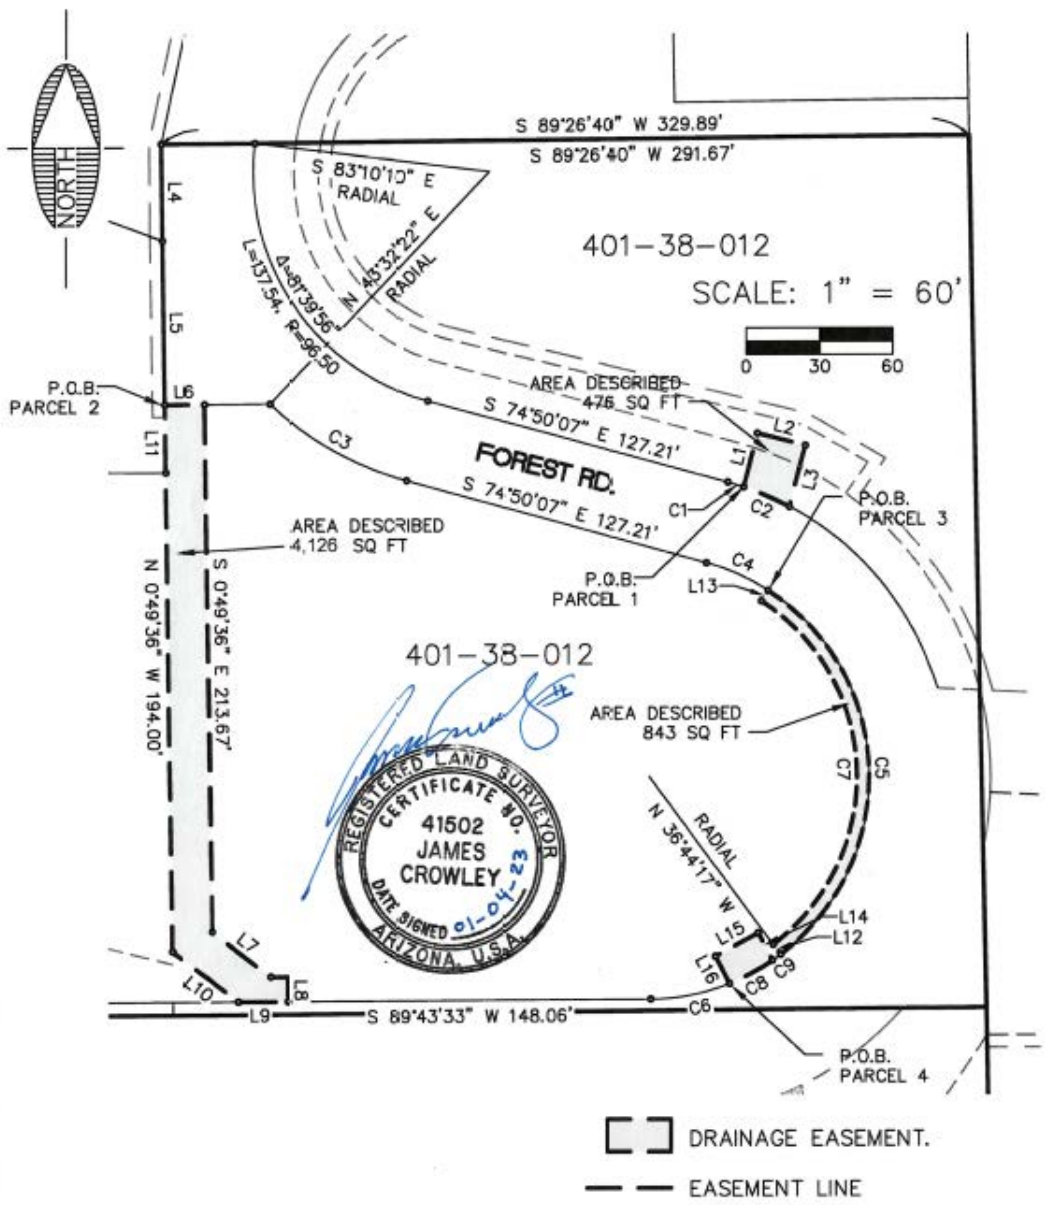 S 89°26'40" W 329.89'
S 89°26'40" W 291.67'
NORTH
S 83°10'10" E
RADIAL
L4
N 43°32'22" E
RADIAL
401-38-012
SCALE: 1" = 60'
0 30 60
Δ=81°39'56"
L=137.54, R=96.50
L5
P.O.B.
PARCEL 2
L6
AREA DESCRIBED
476 SQ FT
L2
S 74°50'07" E 127.21'
L1
L3
L11
C3
FOREST RD.
C1
C2
P.O.B.
PARCEL 3
S 74°50'07" E 127.21'
AREA DESCRIBED
4,126 SQ FT
C4
P.O.B.
PARCEL 1
L13
N 0°49'36" W 194.00'
S 0°49'36" E 213.67'
401-38-012
AREA DESCRIBED
843 SQ FT
C7
C5
REGISTERED LAND SURVEYOR
CERTIFICATE NO.
41502
JAMES
CROWLEY
DATE SIGNED 01-04-23
ARIZONA, U.S.A.
RADIAL
N 36°44'17" W
L14
L12
L15
L7
L16
C8
C9
L10
L8
L9
S 89°43'33" W 148.06'
C6
P.O.B.
PARCEL 4
DRAINAGE EASEMENT.
EASEMENT LINE